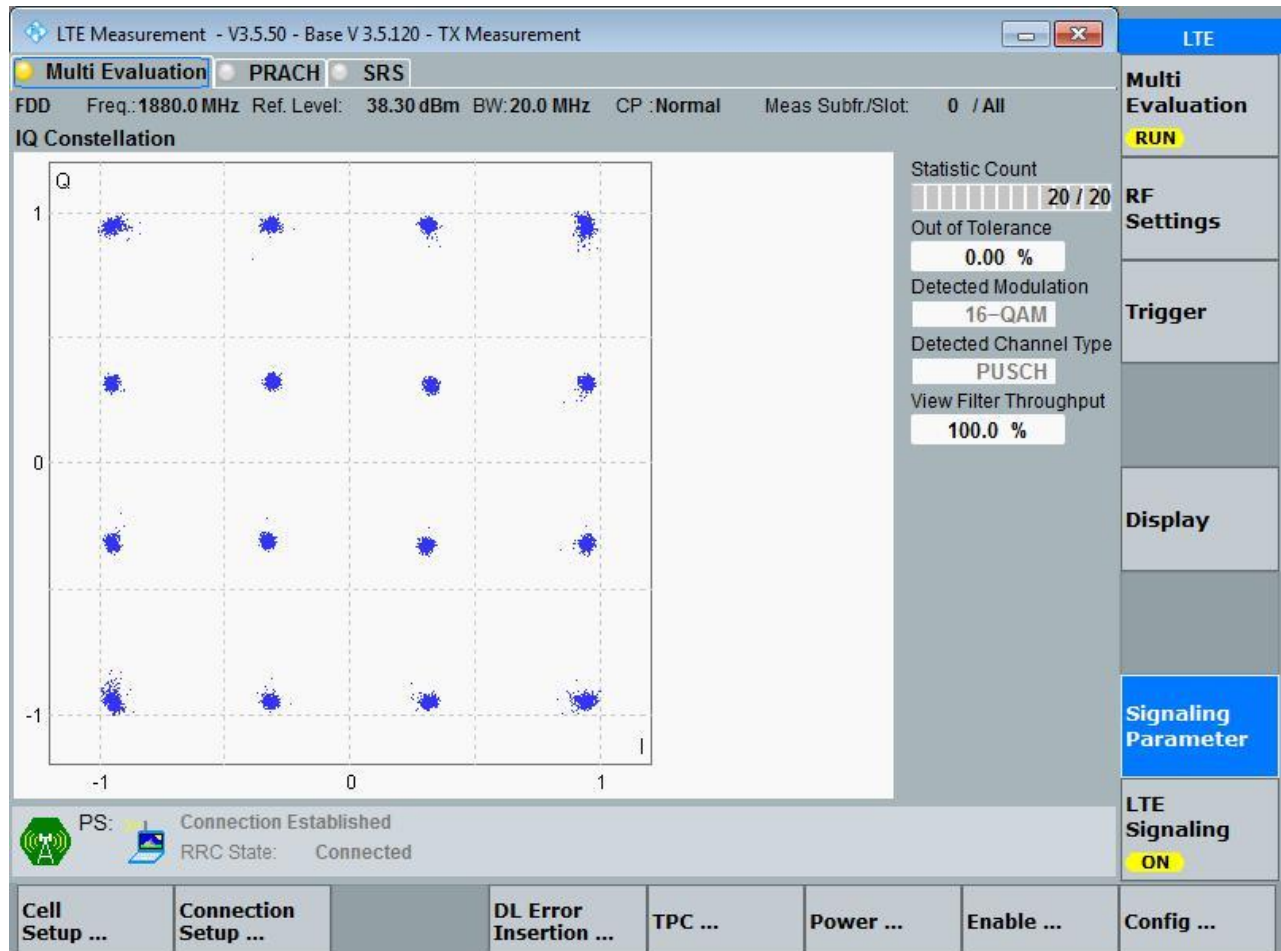 LTE Measurement - V3.5.50 - Base V 3.5.120 - TX Measurement
Multi Evaluation PRACH SRS
FDD Freq.: 1880.0 MHz Ref. Level: 38.30 dBm BW: 20.0 MHz CP : Normal Meas Subfr./Slot: 0 / All
IQ Constellation
Q
1
0
-1
I
-1 0 1
Statistic Count
20 / 20
Out of Tolerance
0.00 %
Detected Modulation
16-QAM
Detected Channel Type
PUSCH
View Filter Throughput
100.0 %
PS: Connection Established
RRC State: Connected
LTE
Multi
Evaluation
RUN
RF
Settings
Trigger
Display
Signaling
Parameter
LTE
Signaling
ON
Cell
Setup ...
Connection
Setup ...
DL Error
Insertion ...
TPC ...
Power ...
Enable ...
Config ...